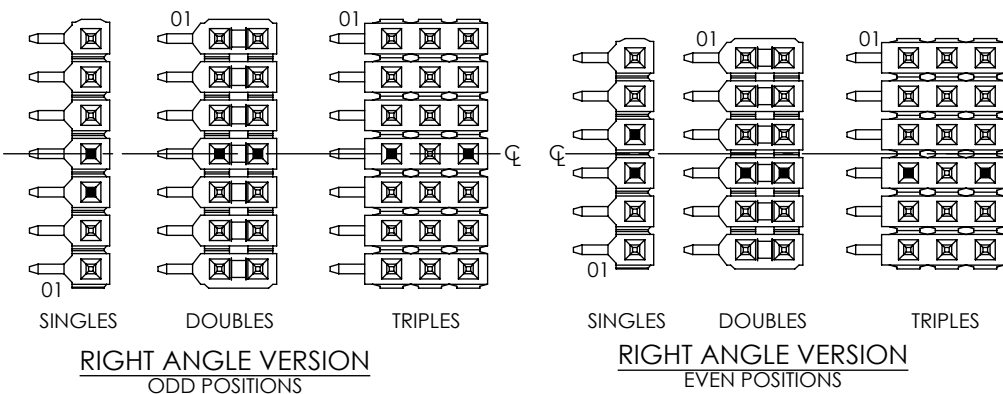 01
01
01
01
℄
℄
01
01
SINGLES
DOUBLES
TRIPLES
SINGLES
DOUBLES
TRIPLES
RIGHT ANGLE VERSION
ODD POSITIONS
RIGHT ANGLE VERSION
EVEN POSITIONS